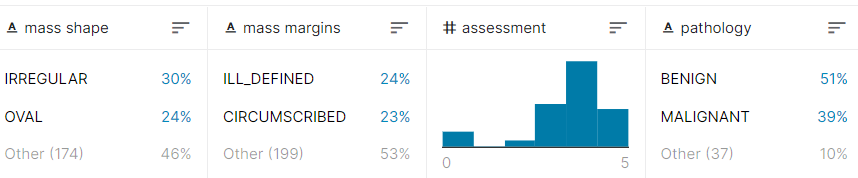 A mass shape
A mass margins
# assessment
A pathology
IRREGULAR 30%
OVAL 24%
Other (174) 46%
ILL_DEFINED 24%
CIRCUMSCRIBED 23%
Other (199) 53%
0 5
BENIGN 51%
MALIGNANT 39%
Other (37) 10%